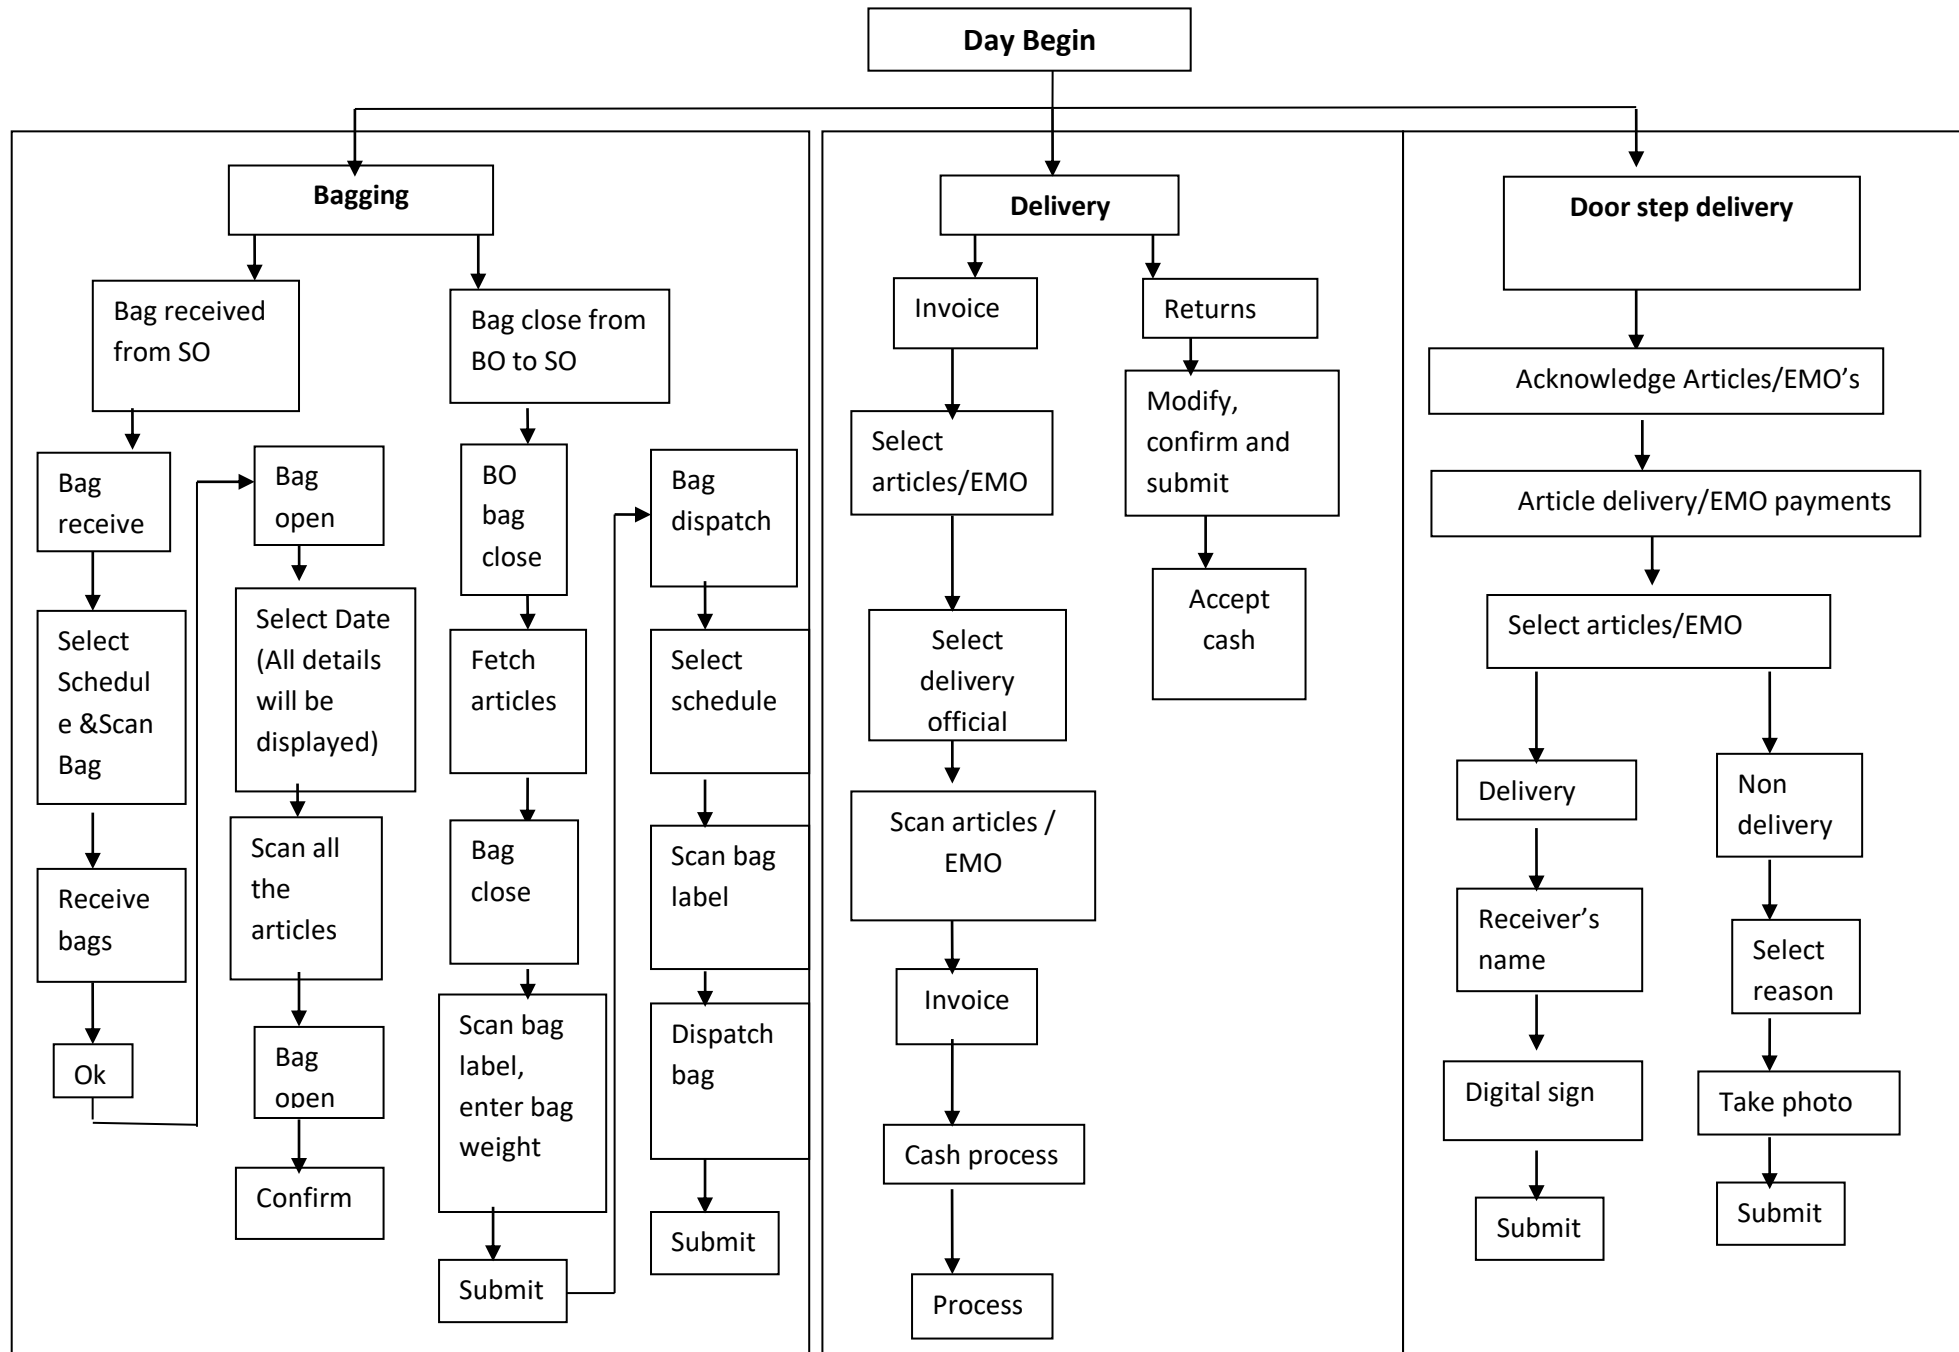 Day Begin
Bagging
Bag received
from SO
Bag
receive
Select
Schedul
e &Scan
Bag
Receive
bags
Ok
Bag
open
Select Date
(All details
will be
displayed)
Scan all
the
articles
Bag
open
Confirm
Bag close from
BO to SO
BO
bag
close
Fetch
articles
Bag
close
Scan bag
label,
enter bag
weight
Submit
Bag
dispatch
Select
schedule
Scan bag
label
Dispatch
bag
Submit
Delivery
Invoice
Select
articles/EMO
Select
delivery
official
Scan articles /
EMO
Invoice
Cash process
Process
Returns
Modify,
confirm and
submit
Accept
cash
Door step delivery
Acknowledge Articles/EMO’s
Article delivery/EMO payments
Select articles/EMO
Delivery
Receiver’s
name
Digital sign
Submit
Non
delivery
Select
reason
Take photo
Submit